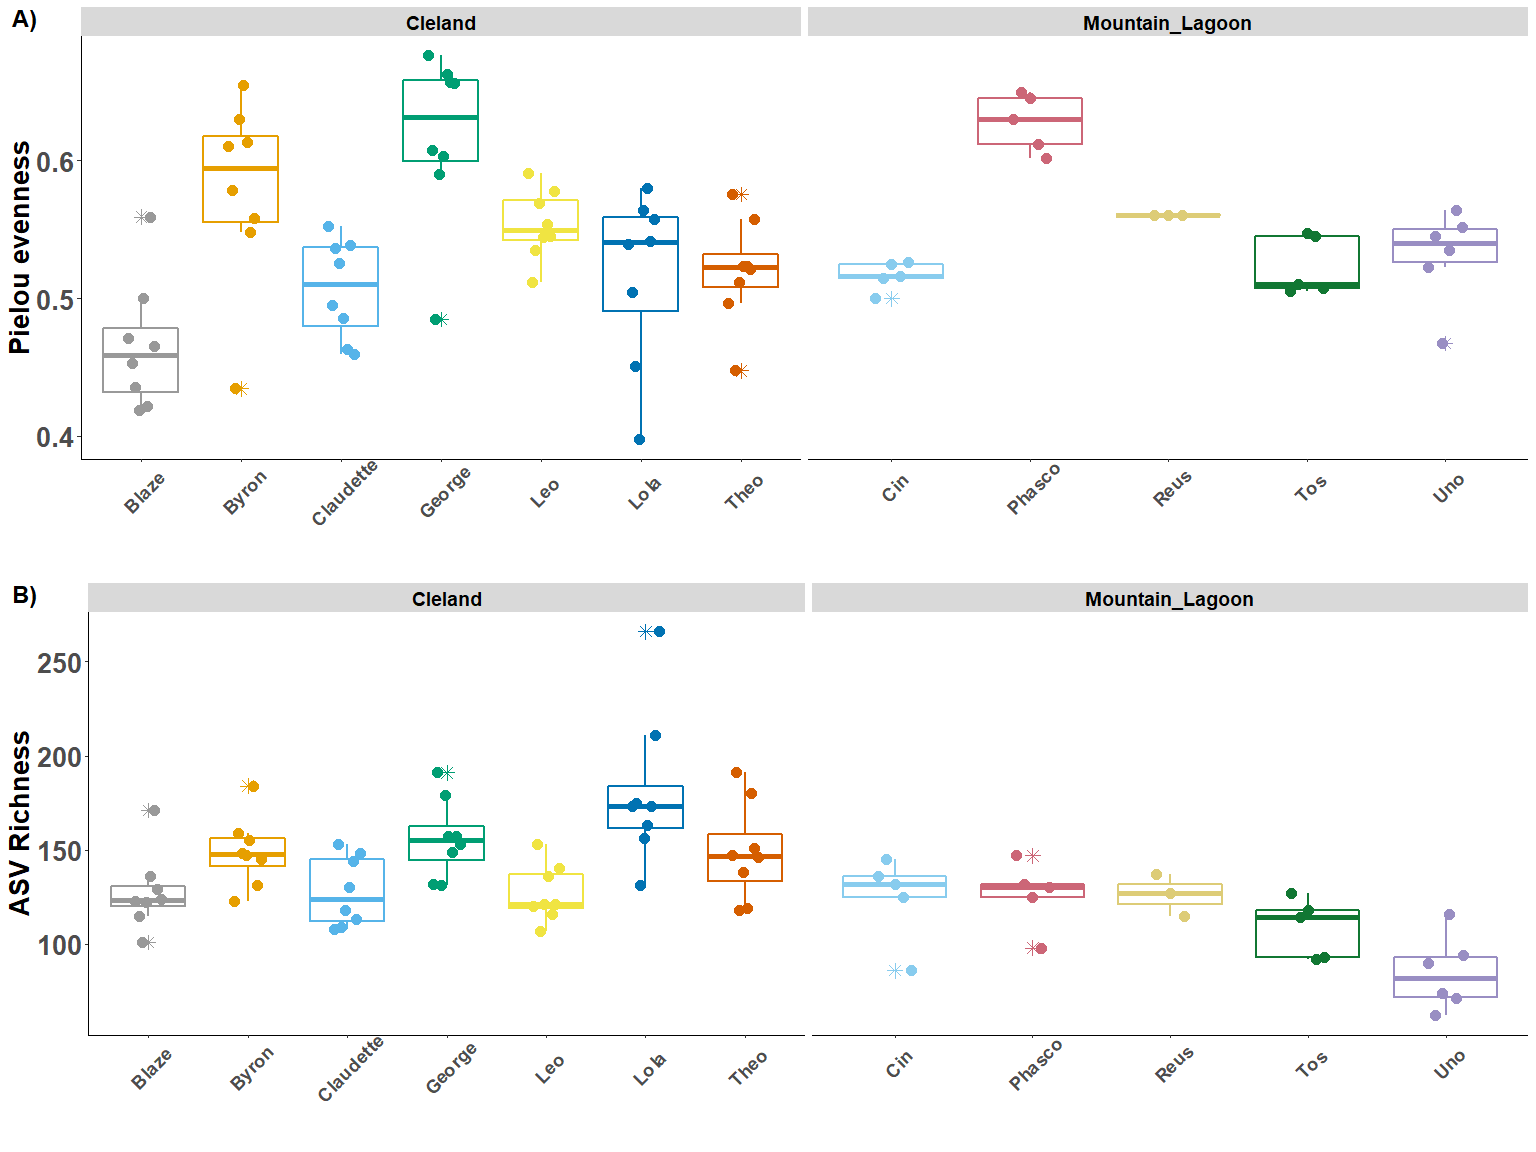 A)
Cleland Mountain_Lagoon
Pielou evenness
0.6
0.5
0.4
Blaze Byron Claudette George Leo Lola Theo Cin Phasco Reus Tos Uno
B)
Cleland Mountain_Lagoon
ASV Richness
250
200
150
100
Blaze Byron Claudette George Leo Lola Theo Cin Phasco Reus Tos Uno